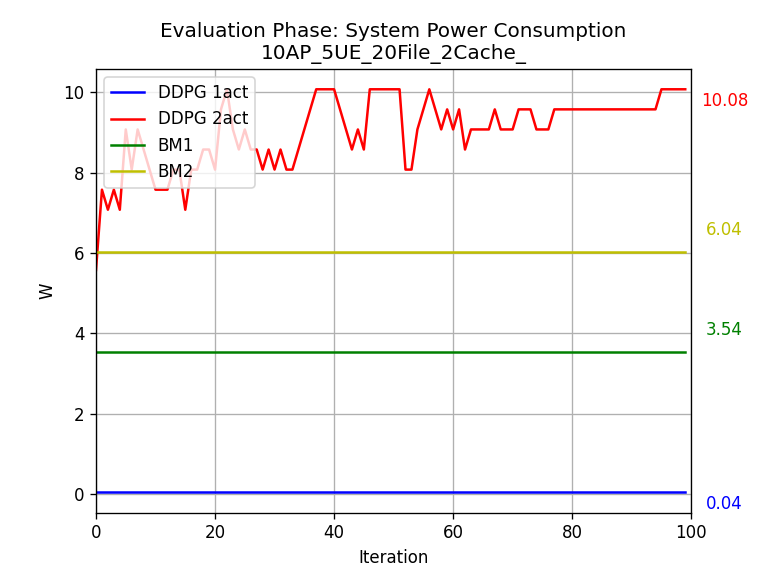 Evaluation Phase: System Power Consumption
10AP_5UE_20File_2Cache_
DDPG 1act
DDPG 2act
BM1
BM2
10
8
6
4
2
0
W
10.08
6.04
3.54
0.04
0 20 40 60 80 100
Iteration